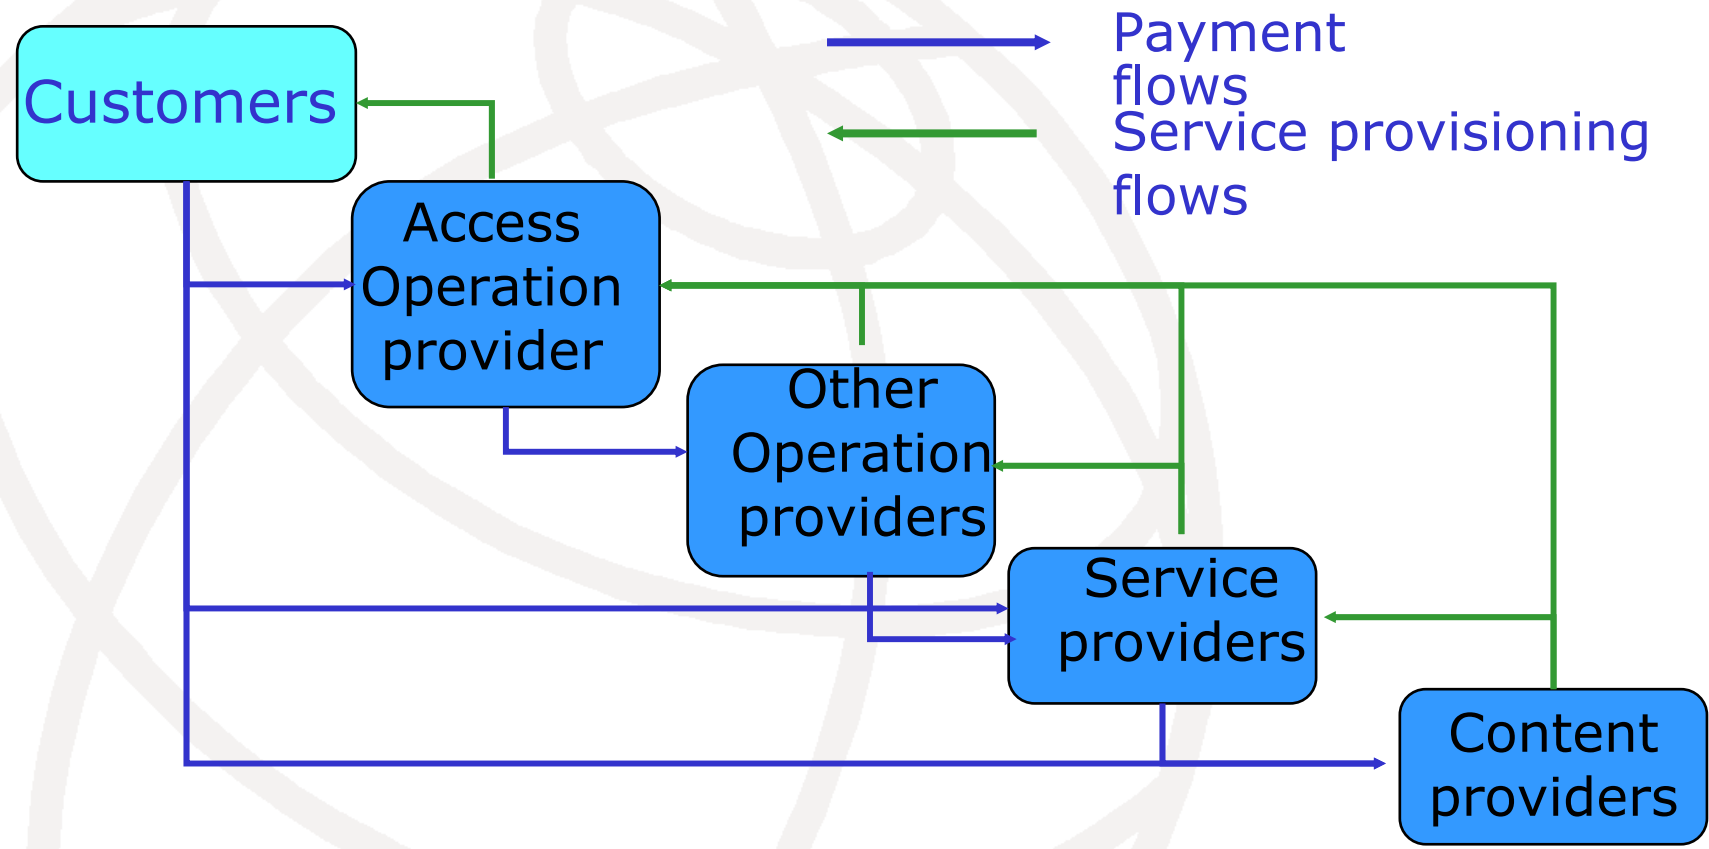 Customers
Payment
flows
Service provisioning
flows
Access
Operation
provider
Other
Operation
providers
Service
providers
Content
providers